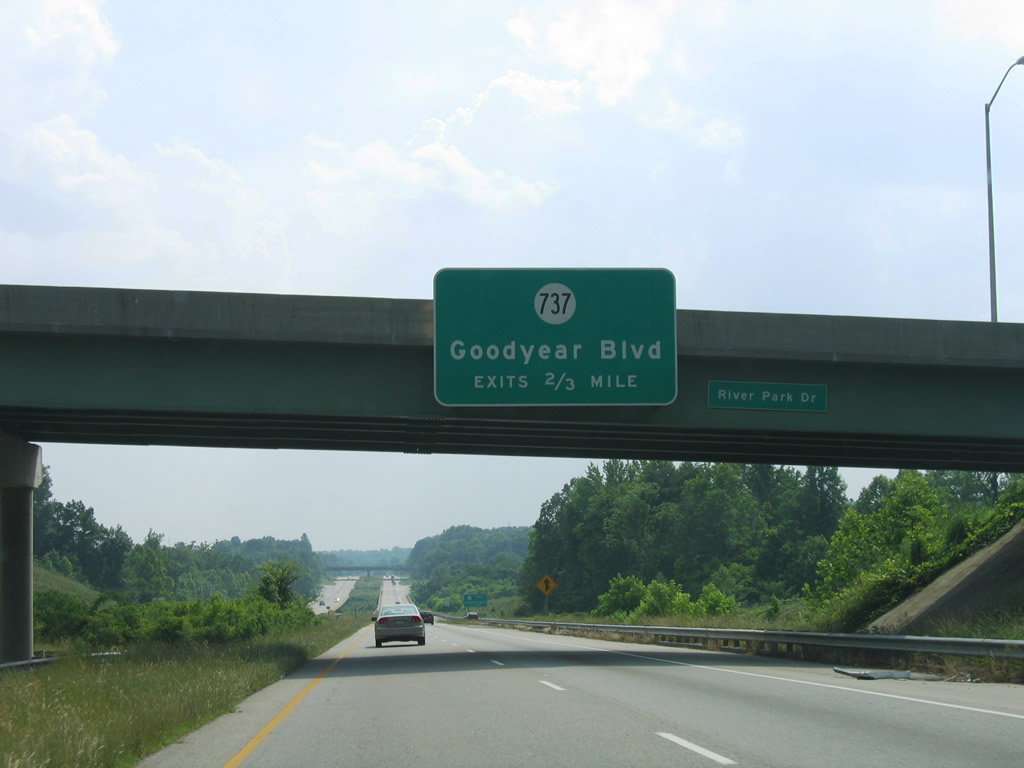 737
Goodyear Blvd
EXITS 2/3 MILE
River Park Dr